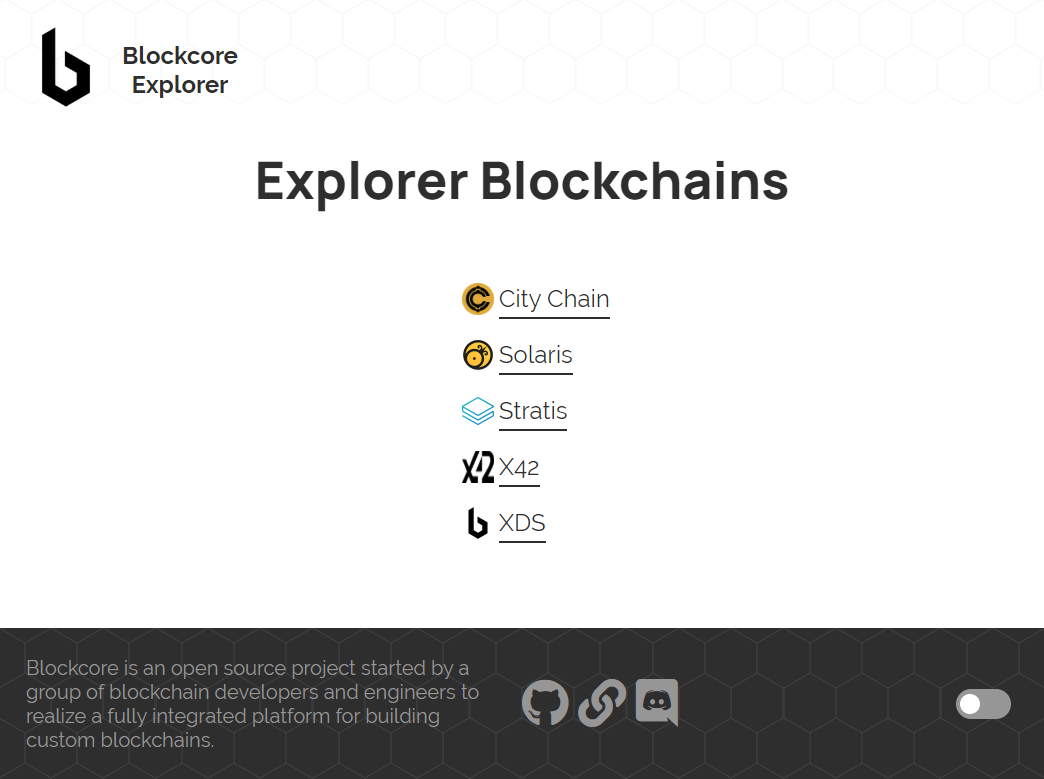 Blockcore
Explorer
Explorer Blockchains
City Chain
Solaris
Stratis
X42 X42
XDS
Blockcore is an open source project started by a
group of blockchain developers and engineers to
realize a fully integrated platform for building
custom blockchains.